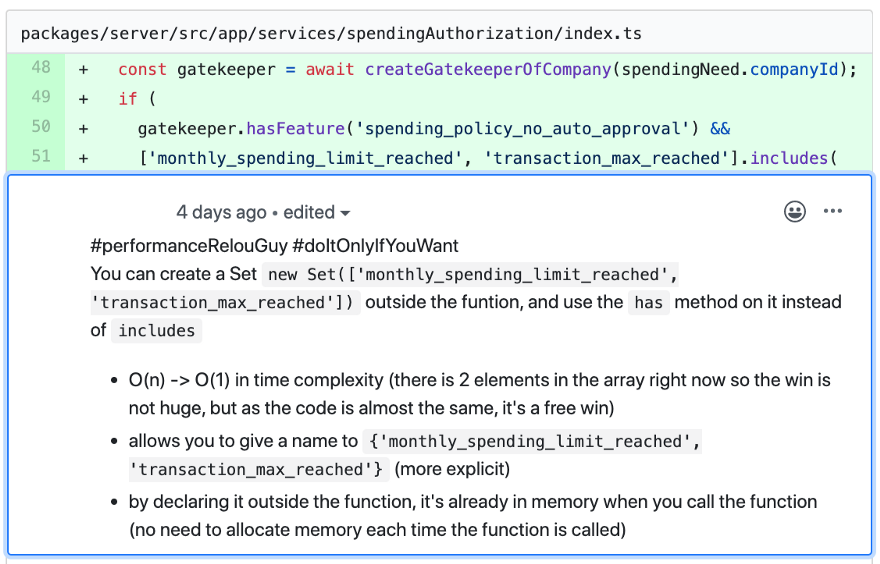 packages/server/src/app/services/spendingAuthorization/index.ts
48 + const gatekeeper = await createGatekeeperOfCompany(spendingNeed.companyId);
49 + if (
50 + gatekeeper.hasFeature('spending_policy_no_auto_approval') &&
51 + ['monthly_spending_limit_reached', 'transaction_max_reached'].includes(
4 days ago • edited
#performanceRelouGuy #doItOnlyIfYouWant
You can create a Set new Set(['monthly_spending_limit_reached',
'transaction_max_reached']) outside the funtion, and use the has method on it instead
of includes
• O(n) -> O(1) in time complexity (there is 2 elements in the array right now so the win is
not huge, but as the code is almost the same, it's a free win)
• allows you to give a name to {'monthly_spending_limit_reached',
'transaction_max_reached'} (more explicit)
• by declaring it outside the function, it's already in memory when you call the function
(no need to allocate memory each time the function is called)